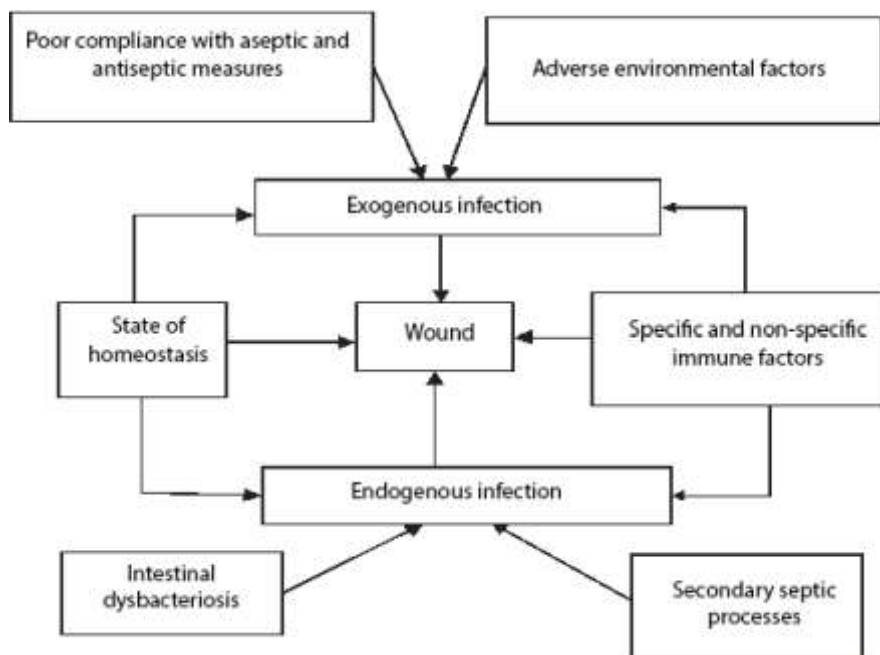 Poor compliance with aseptic and
antiseptic measures
Adverse environmental factors
Exogenous infection
State of
homeostasis
Wound
Specific and non-specific
immune factors
Endogenous infection
Intestinal
dysbacteriosis
Secondary septic
processes